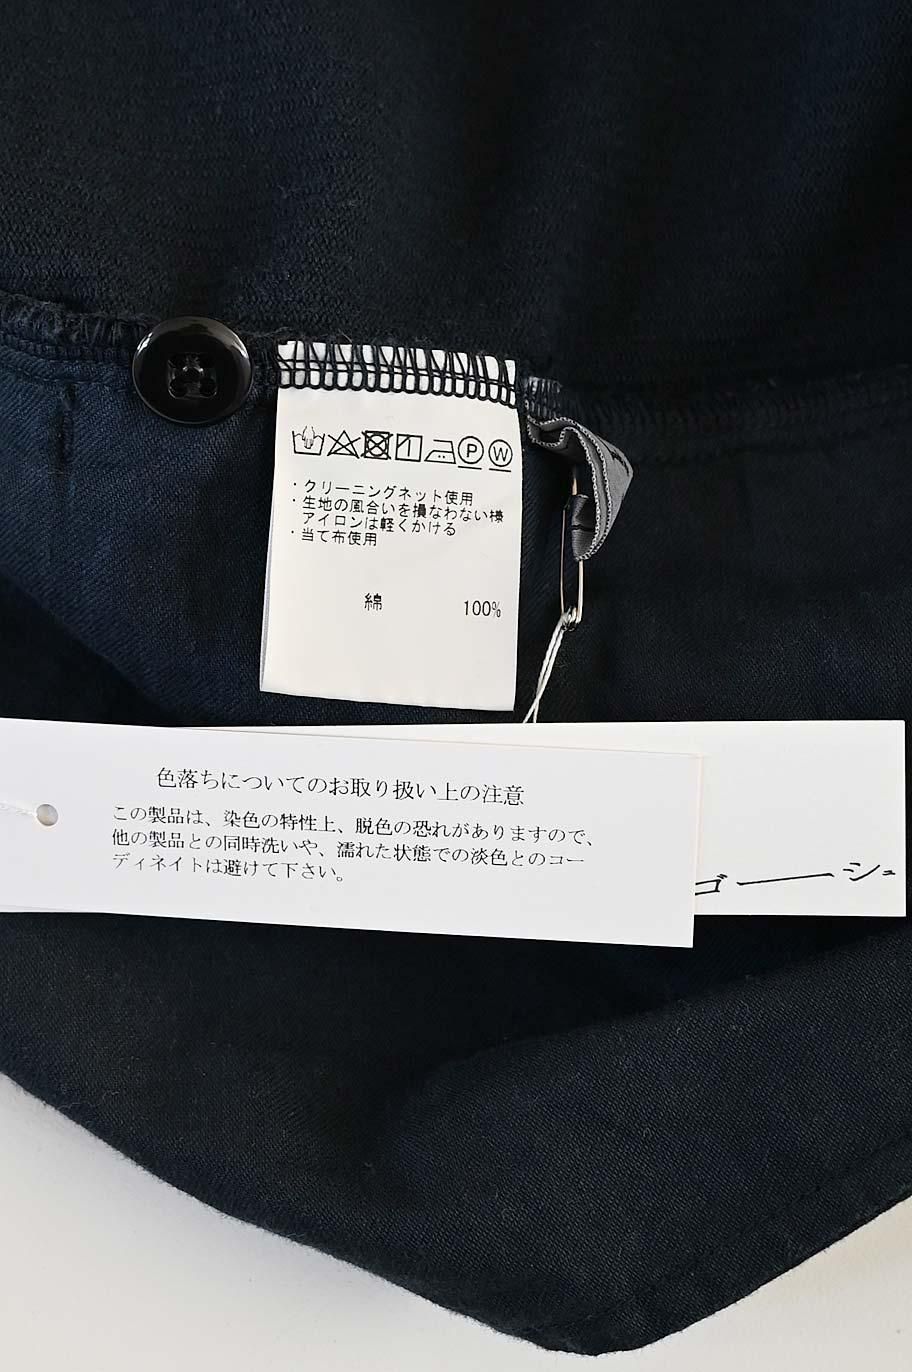 P W
・クリーニングネット使用
・生地の風合いを損なわない様
アイロンは軽くかける
・当て布使用
綿 100%
色落ちについてのお取り扱い上の注意
この製品は、染色の特性上、脱色の恐れがありますので、
他の製品との同時洗いや、濡れた状態での淡色とのコー
ディネイトは避けて下さい。
ゴーシュ